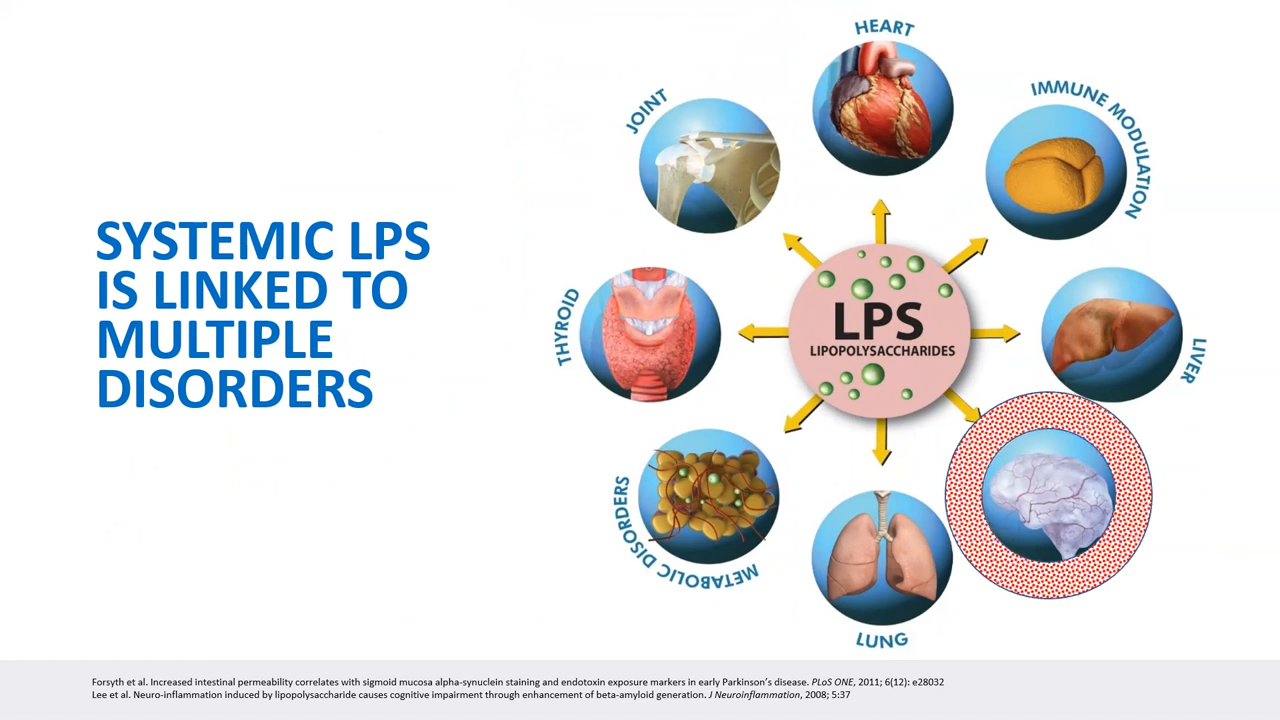 SYSTEMIC LPS
IS LINKED TO
MULTIPLE
DISORDERS
HEART
IMMUNE MODULATION
LIVER
LUNG
METABOLIC DISORDERS
THYROID
JOINT
LPS
LIPOPOLYSACCHARIDES
Forsyth et al. Increased intestinal permeability correlates with sigmoid mucosa alpha-synuclein staining and endotoxin exposure markers in early Parkinson's disease. PLoS ONE, 2011; 6(12): e28032
Lee et al. Neuro-inflammation induced by lipopolysaccharide causes cognitive impairment through enhancement of beta-amyloid generation. J Neuroinflammation, 2008; 5:37